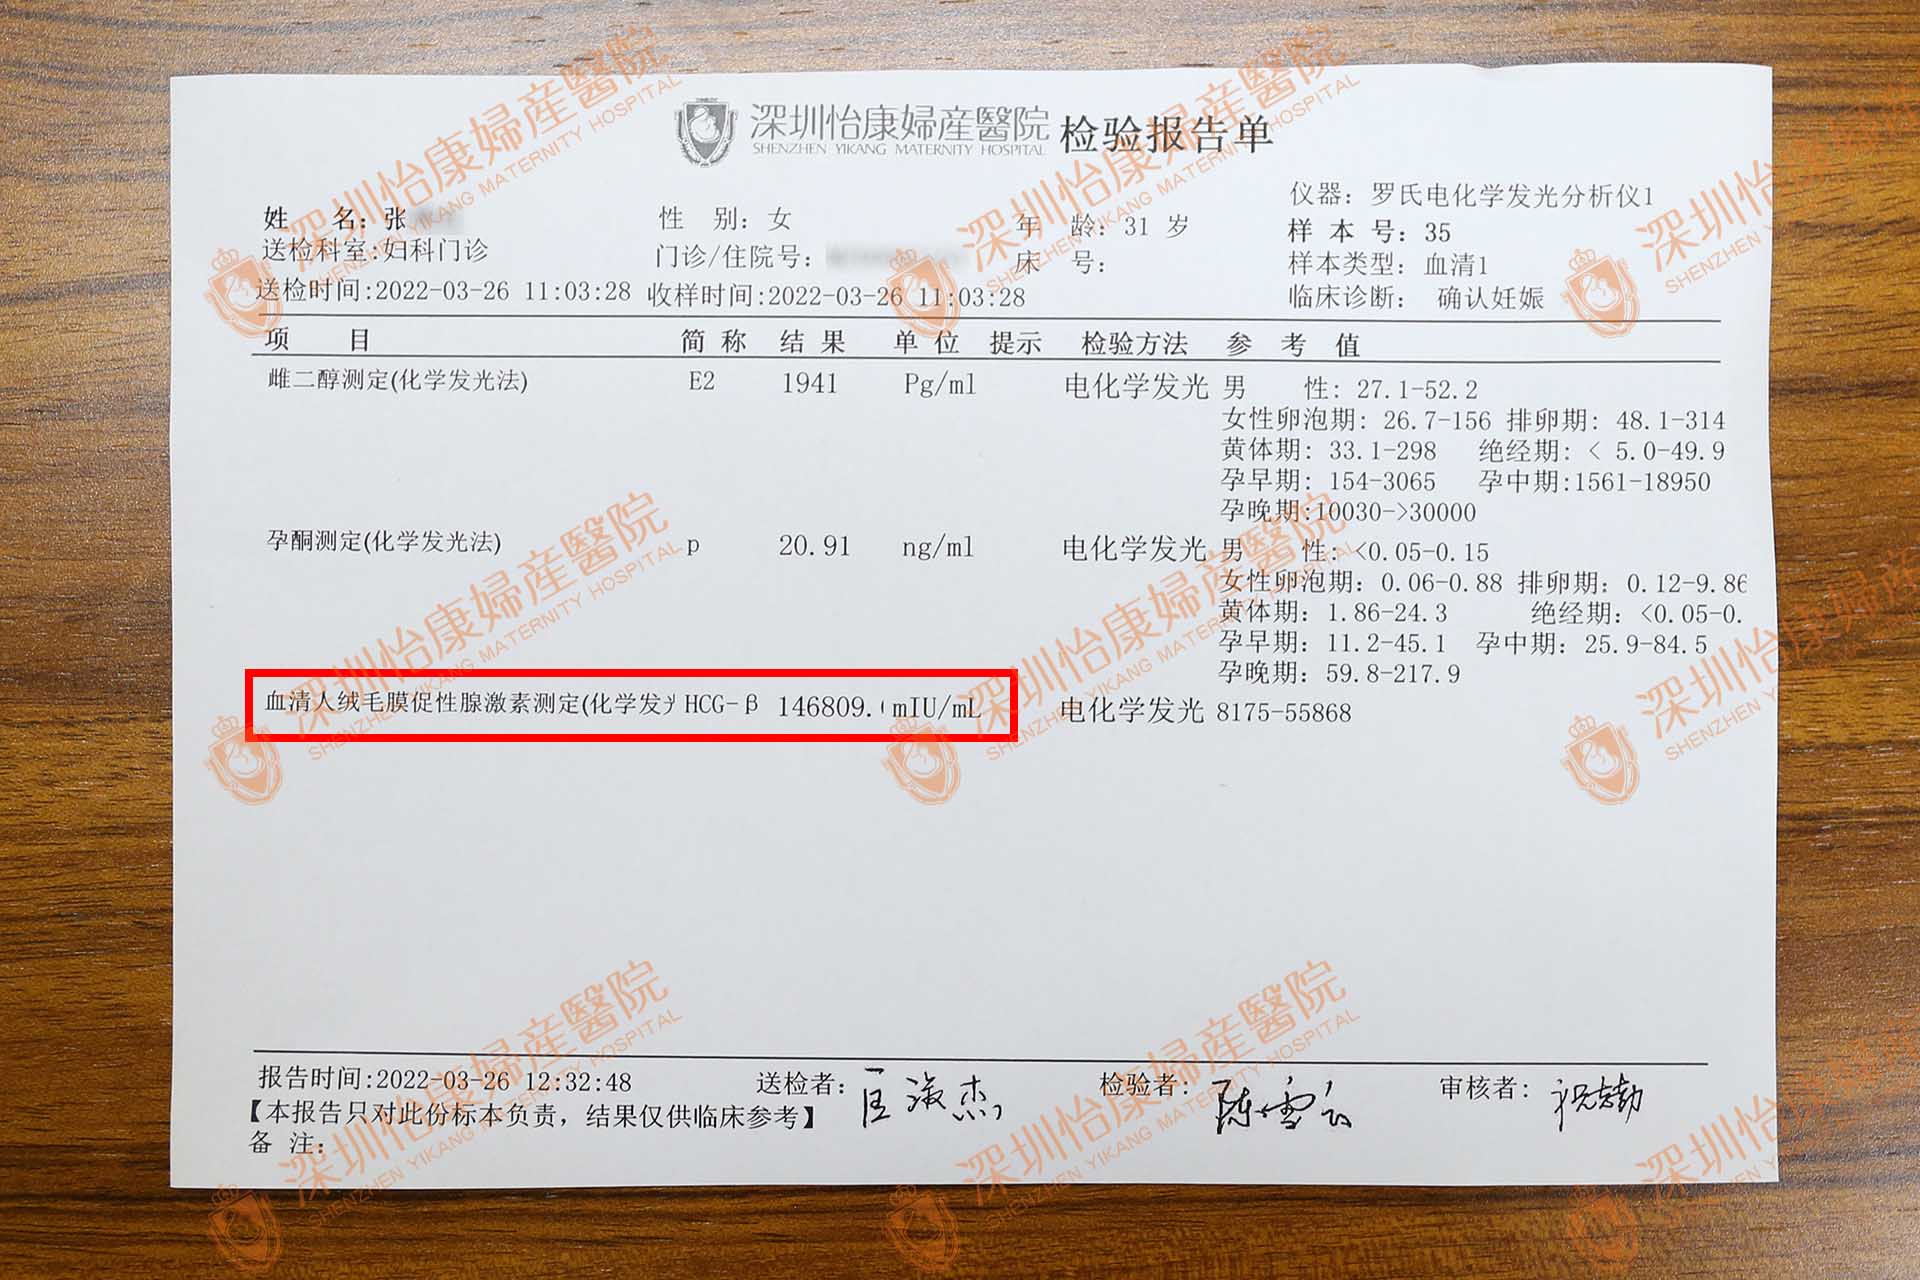 深圳怡康婦産醫院 检验报告单
SHENZHEN YIKANG MATERNITY HOSPITAL
仪器：罗氏电化学发光分析仪1
姓 名：张 性 别：女 年 龄：31 岁 样 本 号：35
送检科室:妇科门诊 门诊/住院号： 床 号： 样本类型：血清1
送检时间:2022-03-26 11:03:28 收样时间:2022-03-26 11:03:28 临床诊断： 确认妊娠
项 目 简 称 结 果 单 位 提示 检验方法 参 考 值
雌二醇测定(化学发光法) E2 1941 Pg/ml 电化学发光 男 性: 27.1-52.2
女性卵泡期: 26.7-156 排卵期: 48.1-314
黄体期: 33.1-298 绝经期: < 5.0-49.9
孕早期: 154-3065 孕中期:1561-18950
孕晚期:10030->30000
孕酮测定(化学发光法) p 20.91 ng/ml 电化学发光 男 性: <0.05-0.15
女性卵泡期: 0.06-0.88 排卵期: 0.12-9.86
黄体期: 1.86-24.3 绝经期: <0.05-0.
孕早期: 11.2-45.1 孕中期: 25.9-84.5
孕晚期: 59.8-217.9
血清人绒毛膜促性腺激素测定(化学发 HCG-β 146809. mIU/mL 电化学发光 8175-55868
报告时间:2022-03-26 12:32:48 送检者： 检验者： 审核者：
【本报告只对此份标本负责，结果仅供临床参考】
备 注：
深圳怡康婦産醫院
SHENZHEN YIKANG MATERNITY HOSPITAL